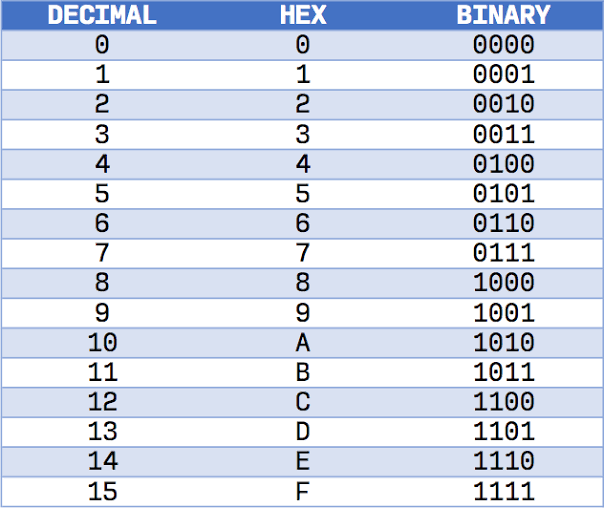 DECIMAL HEX BINARY
0 0 0000
1 1 0001
2 2 0010
3 3 0011
4 4 0100
5 5 0101
6 6 0110
7 7 0111
8 8 1000
9 9 1001
10 A 1010
11 B 1011
12 C 1100
13 D 1101
14 E 1110
15 F 1111